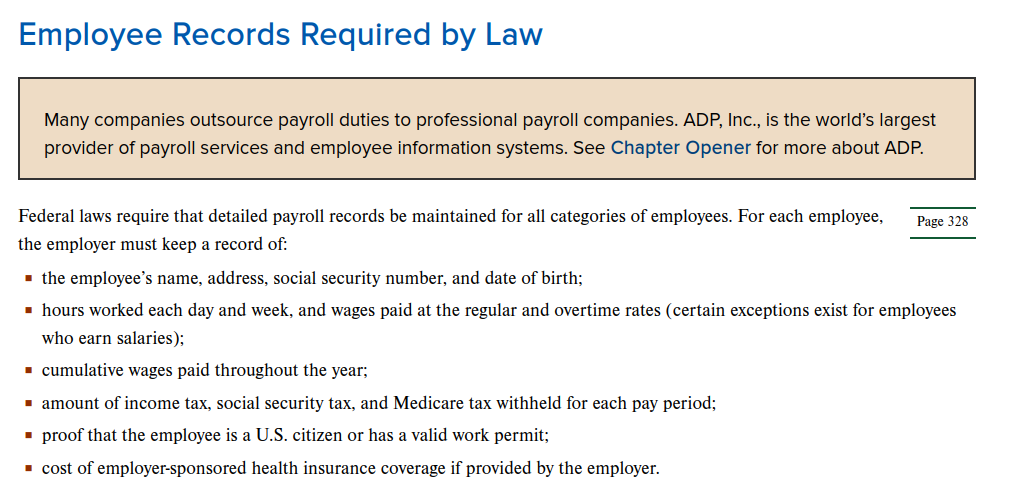 Employee Records Required by Law
Many companies outsource payroll duties to professional payroll companies. ADP, Inc., is the world's largest
provider of payroll services and employee information systems. See Chapter Opener for more about ADP.
Federal laws require that detailed payroll records be maintained for all categories of employees. For each employee,
Page 328
the employer must keep a record of:
▪ the employee's name, address, social security number, and date of birth;
▪ hours worked each day and week, and wages paid at the regular and overtime rates (certain exceptions exist for employees
who earn salaries);
▪ cumulative wages paid throughout the year;
▪ amount of income tax, social security tax, and Medicare tax withheld for each pay period;
▪ proof that the employee is a U.S. citizen or has a valid work permit;
▪ cost of employer-sponsored health insurance coverage if provided by the employer.